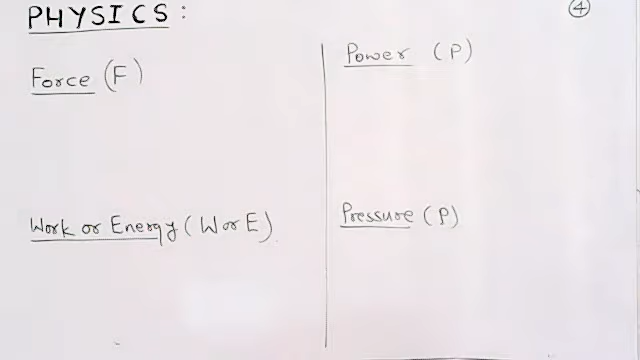 PHYSICS :
4
Force (F)
Work or Energy (W or E)
Power (P)
Pressure (P)